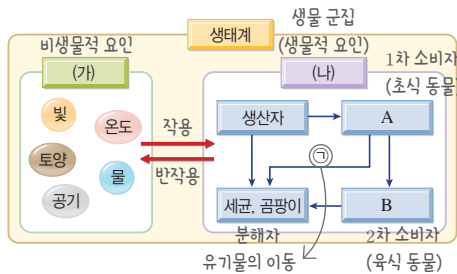 생물 군집
생태계
(생물적 요인)
비생물적 요인
(가)
(나)
1차 소비자
(초식 동물)
빛
온도
토양
물
공기
작용
반작용
생산자
A
㉠
세균, 곰팡이
B
분해자
2차 소비자
유기물의 이동
(육식 동물)